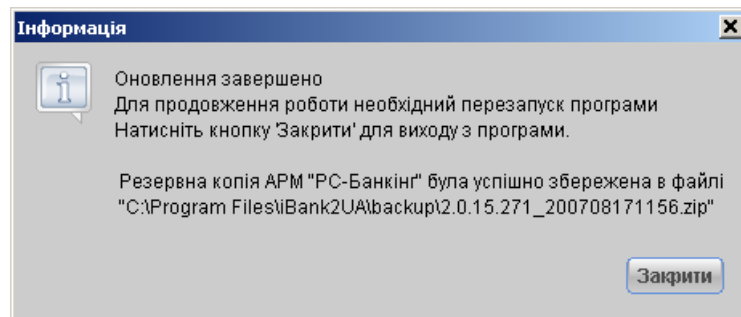 Інформація
Оновлення завершено
Для продовження роботи необхідний перезапуск програми
Натисніть кнопку 'Закрити' для виходу з програми.
Резервна копія АРМ "РС-Банкінг" була успішно збережена в файлі
"C:\Program Files\iBank2UA\backup\2.0.15.271_200708171156.zip"
Закрити